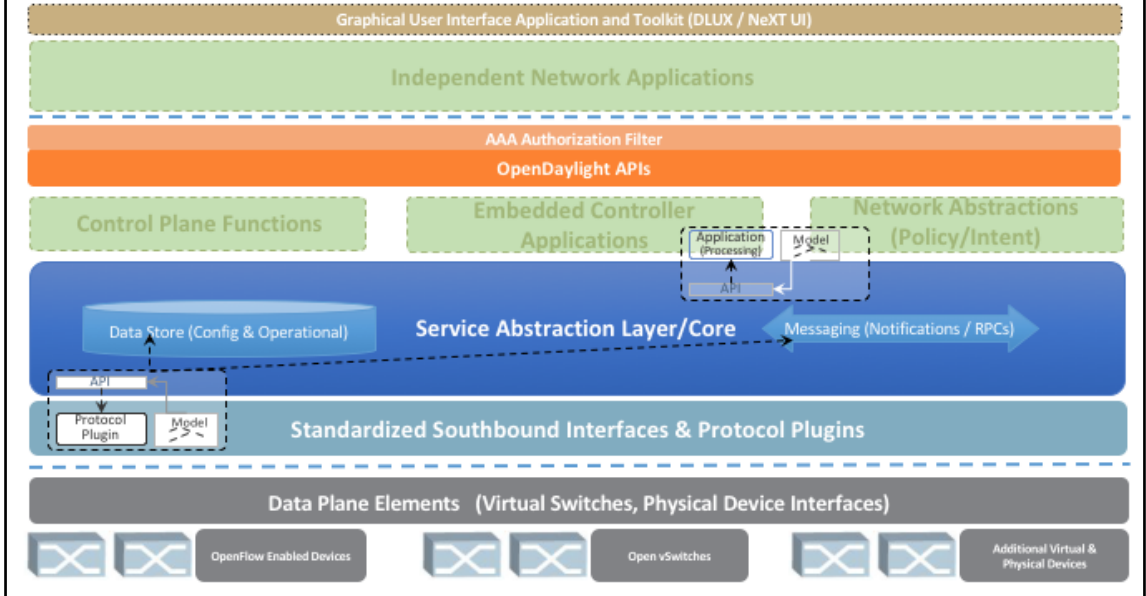 Graphical User Interface Application and Toolkit (DLUX / NeXT UI)
Independent Network Applications
AAA Authorization Filter
OpenDaylight APIs
Control Plane Functions
Embedded Controller
Applications
Network Abstractions
(Policy/Intent)
Application
(Processing)
Model
API
Data Store (Config & Operational)
Service Abstraction Layer/Core
Messaging (Notifications / RPCs)
API
Protocol
Plugin
Model
Standardized Southbound Interfaces & Protocol Plugins
Data Plane Elements (Virtual Switches, Physical Device Interfaces)
OpenFlow Enabled Devices
Open vSwitches
Additional Virtual &
Physical Devices